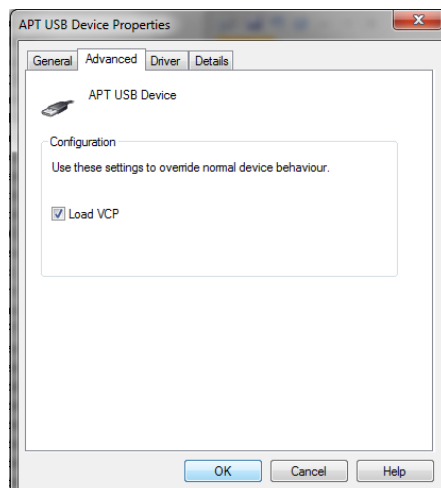 APT USB Device Properties
General
Advanced
Driver
Details
APT USB Device
Configuration
Use these settings to override normal device behaviour.
Load VCP
OK
Cancel
Help